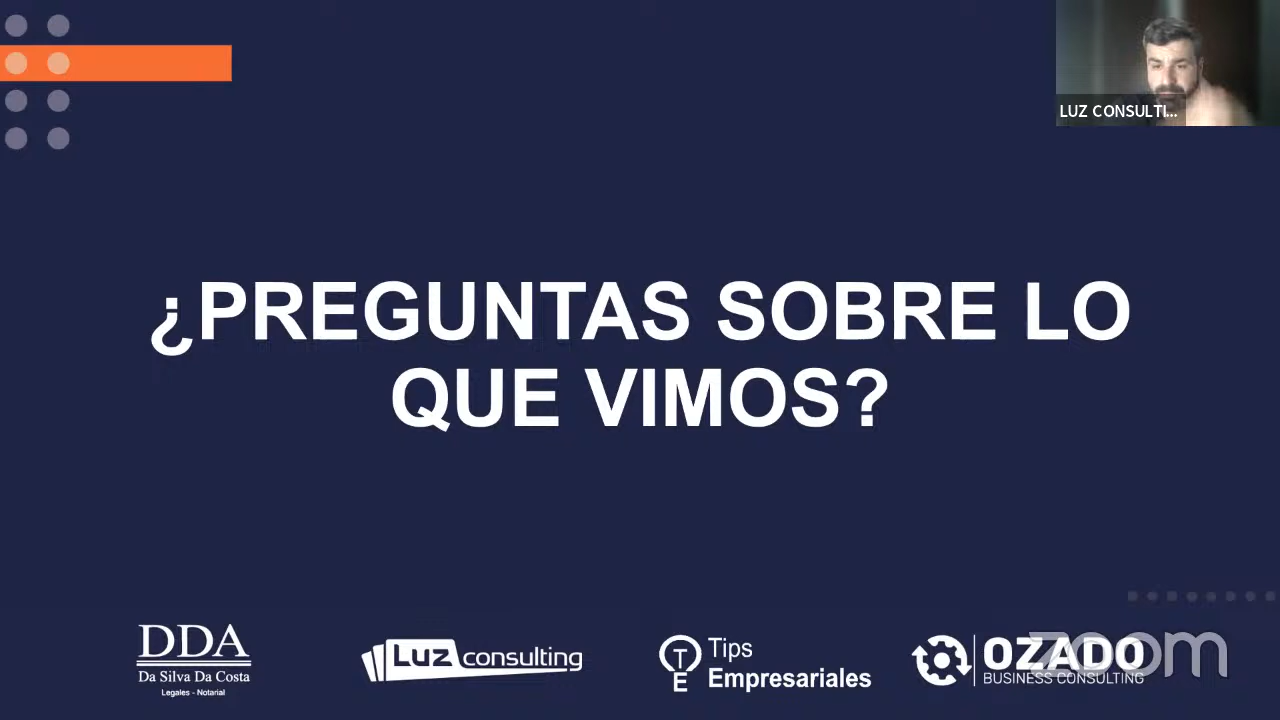 LUZ CONSULTI...
¿PREGUNTAS SOBRE LO
QUE VIMOS?
DDA
Da Silva Da Costa
Legales - Notarial
LUZ consulting
T
E
Tips
Empresariales
OZADO
BUSINESS CONSULTING
zoom